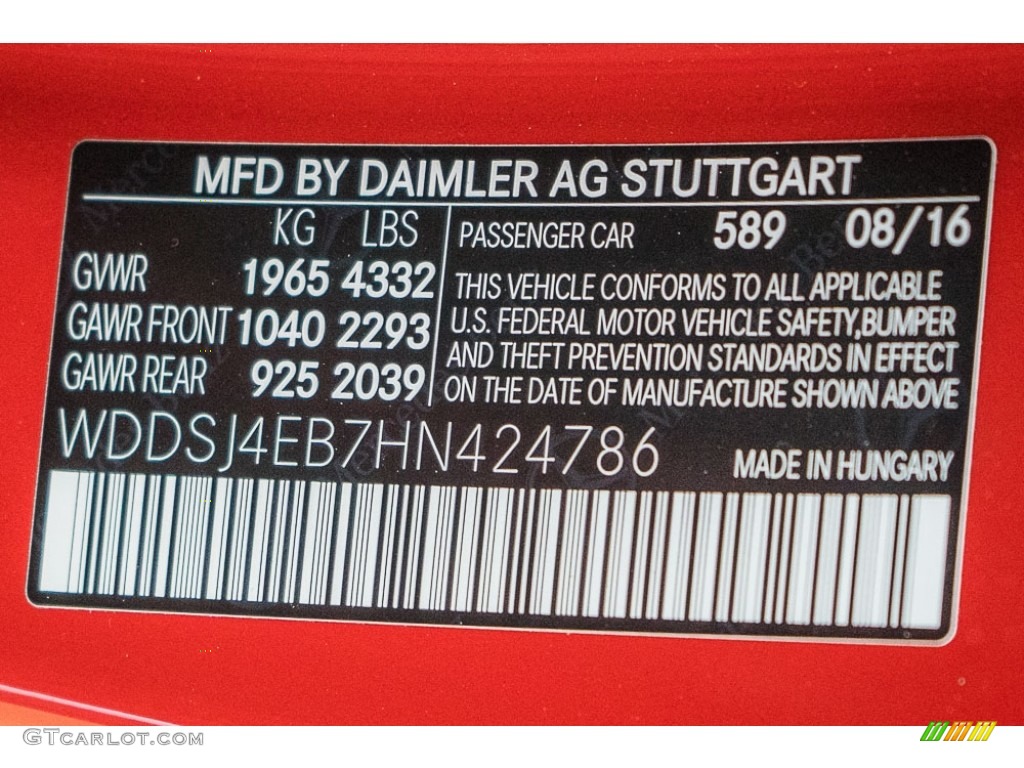 MFD BY DAIMLER AG STUTTGART
KG LBS
GVWR 1965 4332
GAWR FRONT 1040 2293
GAWR REAR 925 2039
PASSENGER CAR 589 08/16
THIS VEHICLE CONFORMS TO ALL APPLICABLE
U.S. FEDERAL MOTOR VEHICLE SAFETY,BUMPER
AND THEFT PREVENTION STANDARDS IN EFFECT
ON THE DATE OF MANUFACTURE SHOWN ABOVE
WDDSJ4EB7HN424786
MADE IN HUNGARY
GTCARLOT.COM